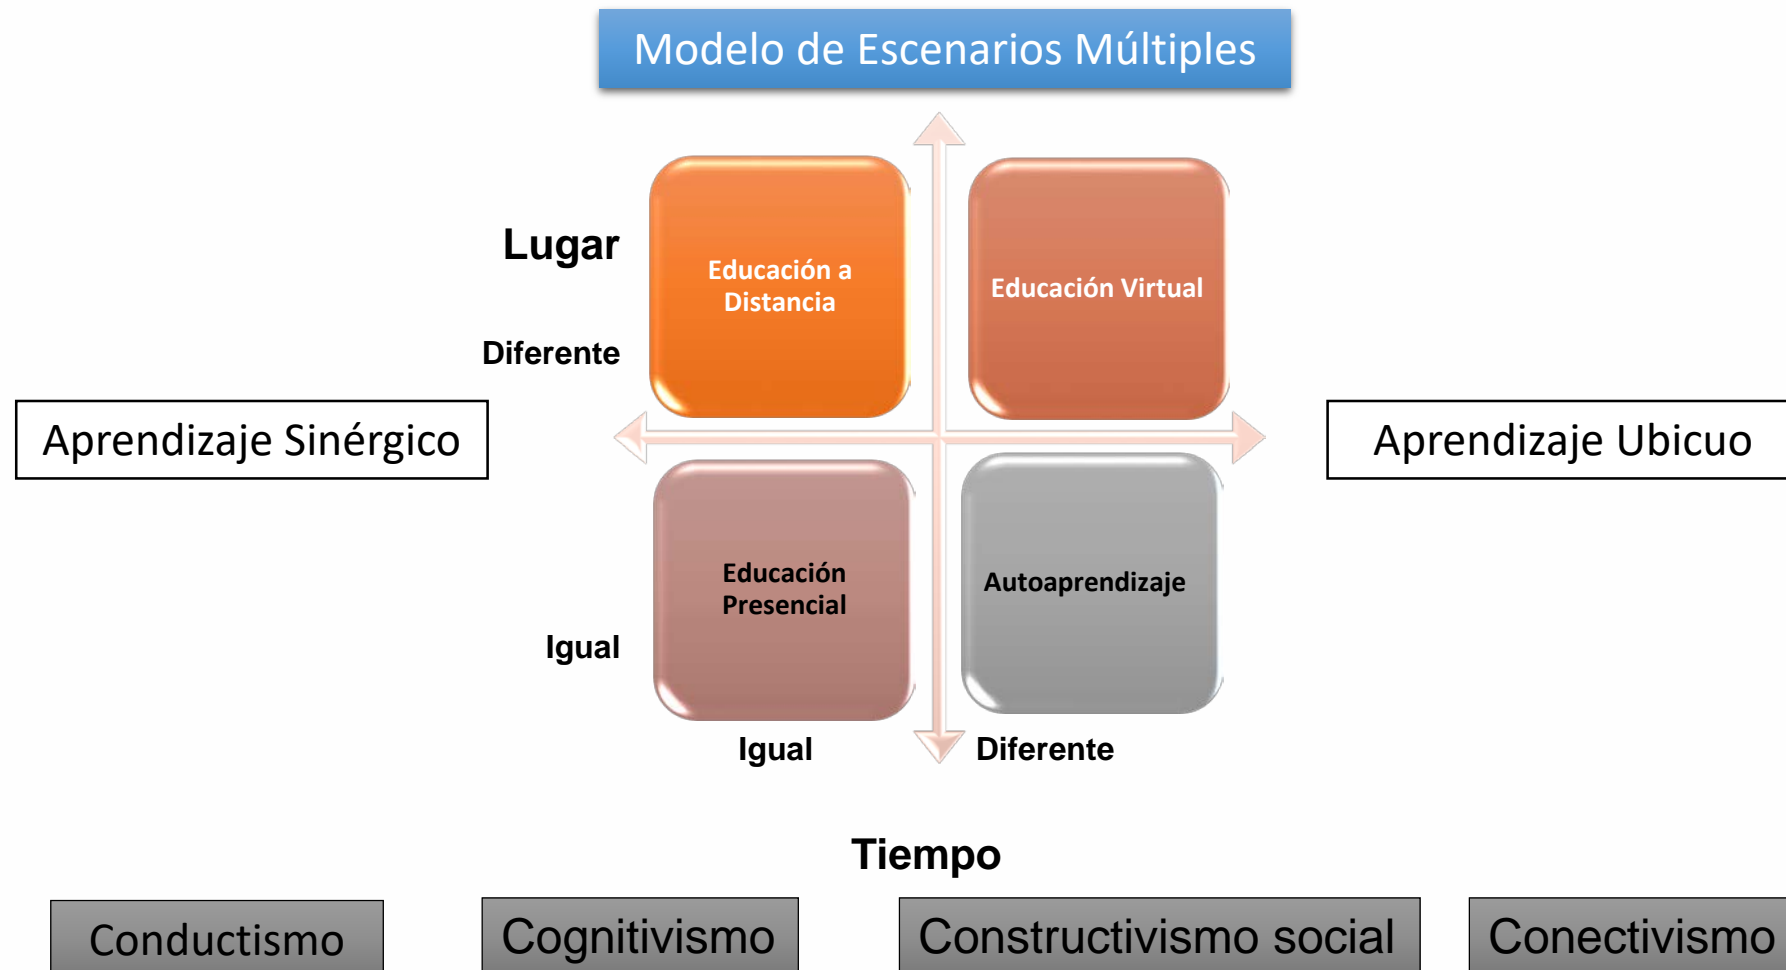 Modelo de Escenarios Múltiples
Lugar
Educación a
Distancia
Educación Virtual
Diferente
Aprendizaje Sinérgico
Aprendizaje Ubicuo
Educación
Presencial
Autoaprendizaje
Igual
Igual
Diferente
Tiempo
Conductismo
Cognitivismo
Constructivismo social
Conectivismo